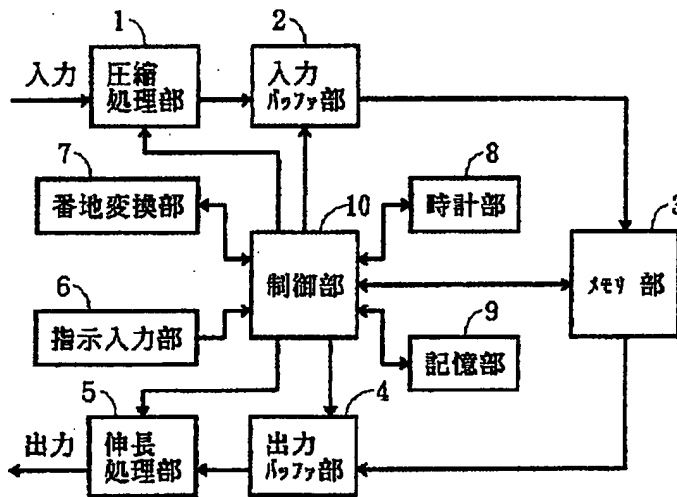 1
2
入力
圧縮
処理部
入力
バッファ部
7
8
番地変換部
10
時計部
3
制御部
メモリ 部
6
9
指示入力部
記憶部
5
4
出力
伸長
処理部
出力
バッファ部